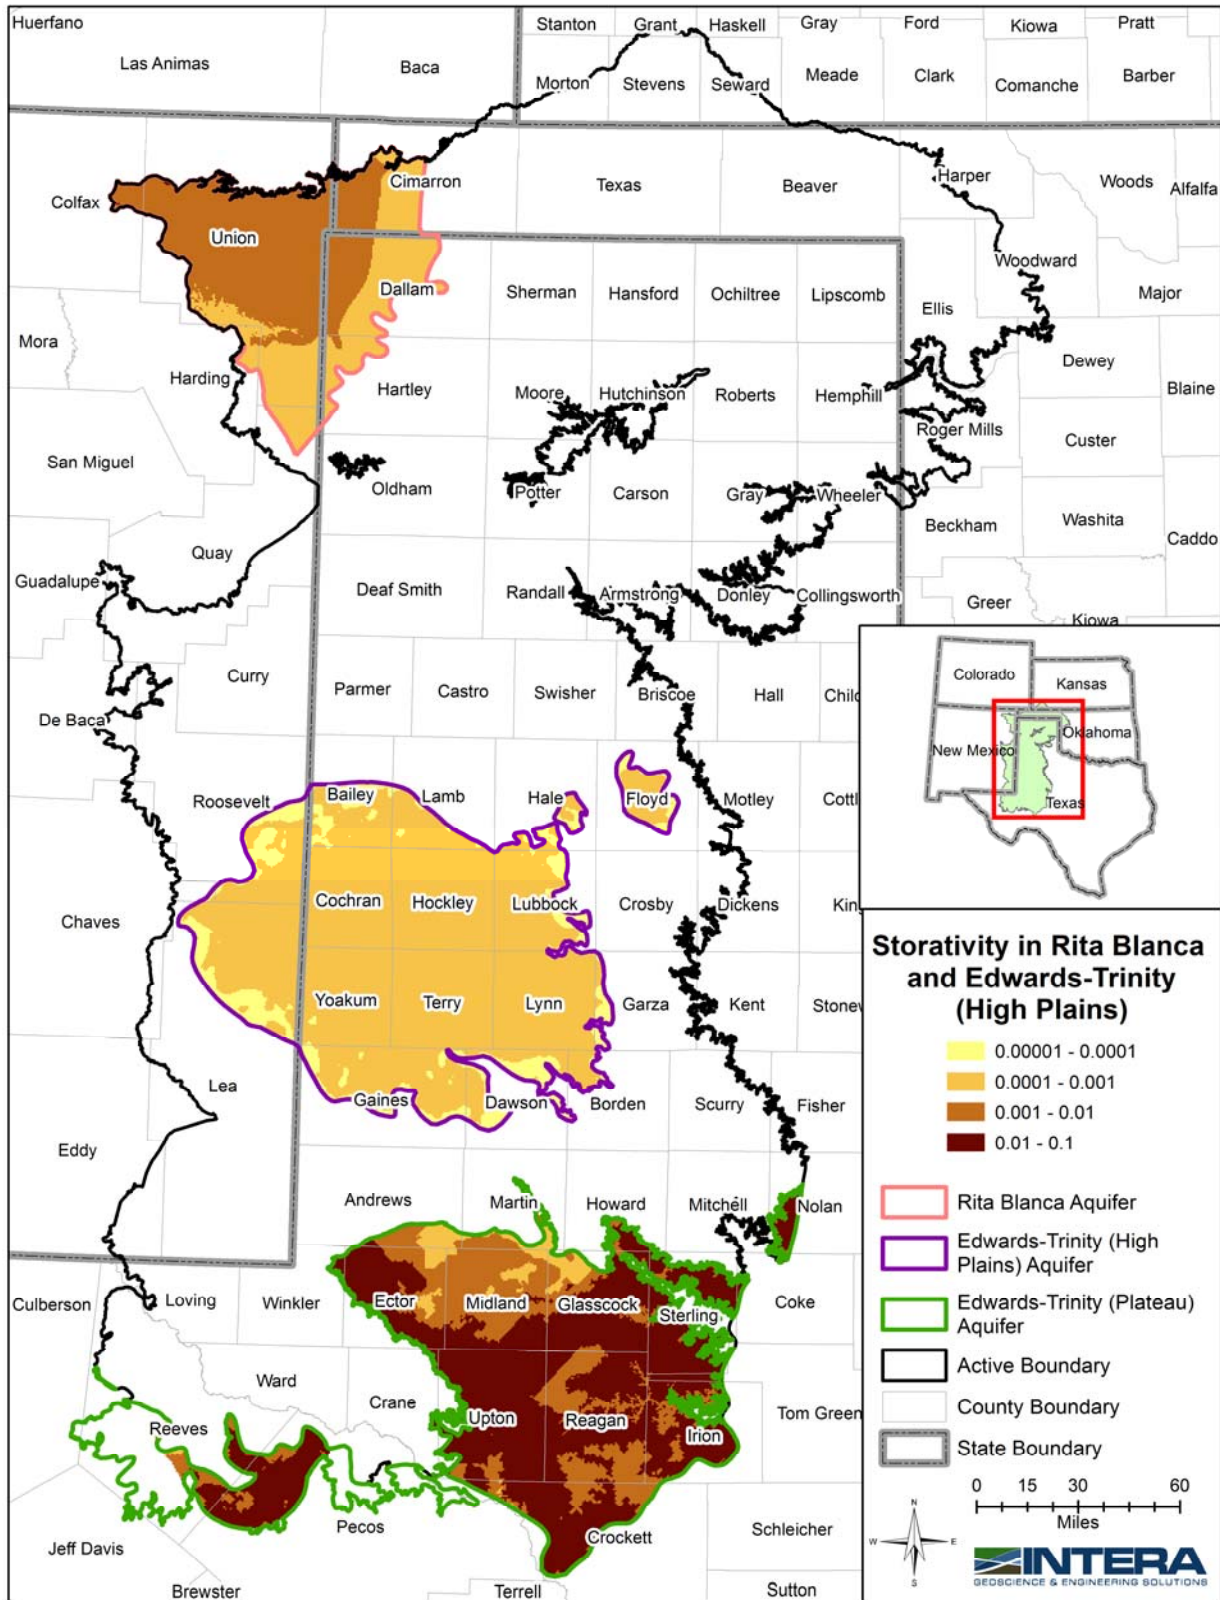 Huerfano
Stanton
Grant
Haskell
Gray
Ford
Kiowa
Pratt
Las Animas
Baca
Morton
Stevens
Seward
Meade
Clark
Comanche
Barber
Colfax
Union
Cimarron
Texas
Beaver
Harper
Woods
Alfalfa
Woodward
Major
Dallam
Sherman
Hansford
Ochiltree
Lipscomb
Ellis
Mora
Harding
Hartley
Moore
Hutchinson
Roberts
Hemphill
Dewey
Blaine
Roger Mills
Custer
San Miguel
Oldham
Potter
Carson
Gray
Wheeler
Beckham
Washita
Caddo
Quay
Guadalupe
Deaf Smith
Randall
Armstrong
Donley
Collingsworth
Greer
Kiowa
Curry
Parmer
Castro
Swisher
Briscoe
Hall
Child
De Baca
Roosevelt
Bailey
Lamb
Hale
Floyd
Motley
Cottl
Chaves
Cochran
Hockley
Lubbock
Crosby
Dickens
King
Yoakum
Terry
Lynn
Garza
Kent
Stonew
Lea
Gaines
Dawson
Borden
Scurry
Fisher
Eddy
Andrews
Martin
Howard
Mitchell
Nolan
Culberson
Loving
Winkler
Ector
Midland
Glasscock
Sterling
Coke
Ward
Crane
Reeves
Upton
Reagan
Irion
Tom Green
Pecos
Crockett
Schleicher
Jeff Davis
Brewster
Terrell
Sutton
Colorado
Kansas
New Mexico
Oklahoma
Texas
Storativity in Rita Blanca
and Edwards-Trinity
(High Plains)
0.00001 - 0.0001
0.0001 - 0.001
0.001 - 0.01
0.01 - 0.1
Rita Blanca Aquifer
Edwards-Trinity (High
Plains) Aquifer
Edwards-Trinity (Plateau)
Aquifer
Active Boundary
County Boundary
State Boundary
0 15 30 60
Miles
N
W E
S
INTERA
GEOSCIENCE & ENGINEERING SOLUTIONS